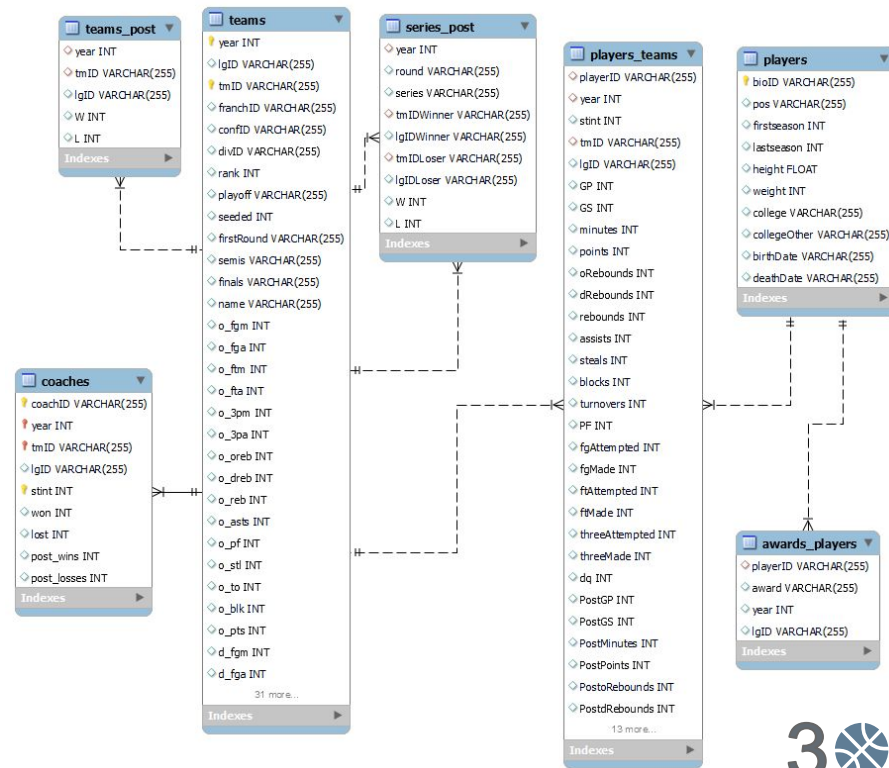 teams_post
year INT
tmID VARCHAR(255)
lgID VARCHAR(255)
W INT
L INT
Indexes
teams
year INT
lgID VARCHAR(255)
tmID VARCHAR(255)
franchID VARCHAR(255)
confID VARCHAR(255)
divID VARCHAR(255)
rank INT
playoff VARCHAR(255)
seeded INT
firstRound VARCHAR(255)
semis VARCHAR(255)
finals VARCHAR(255)
name VARCHAR(255)
o_fgm INT
o_fga INT
o_ftm INT
o_fta INT
o_3pm INT
o_3pa INT
o_oreb INT
o_dreb INT
o_reb INT
o_asts INT
o_pf INT
o_stl INT
o_to INT
o_blk INT
o_pts INT
d_fgm INT
d_fga INT
31 more...
Indexes
series_post
year INT
round VARCHAR(255)
series VARCHAR(255)
tmIDWinner VARCHAR(255)
lgIDWinner VARCHAR(255)
tmIDLoser VARCHAR(255)
lgIDLoser VARCHAR(255)
W INT
L INT
Indexes
players_teams
playerID VARCHAR(255)
year INT
stint INT
tmID VARCHAR(255)
lgID VARCHAR(255)
GP INT
GS INT
minutes INT
points INT
oRebounds INT
dRebounds INT
rebounds INT
assists INT
steals INT
blocks INT
turnovers INT
PF INT
fgAttempted INT
fgMade INT
ftAttempted INT
ftMade INT
threeAttempted INT
threeMade INT
dq INT
PostGP INT
PostGS INT
PostMinutes INT
PostPoints INT
PostoRebounds INT
PostdRebounds INT
13 more...
Indexes
players
bioID VARCHAR(255)
pos VARCHAR(255)
firstseason INT
lastseason INT
height FLOAT
weight INT
college VARCHAR(255)
collegeOther VARCHAR(255)
birthDate VARCHAR(255)
deathDate VARCHAR(255)
Indexes
coaches
coachID VARCHAR(255)
year INT
tmID VARCHAR(255)
lgID VARCHAR(255)
stint INT
won INT
lost INT
post_wins INT
post_losses INT
Indexes
awards_players
playerID VARCHAR(255)
award VARCHAR(255)
year INT
lgID VARCHAR(255)
Indexes
3